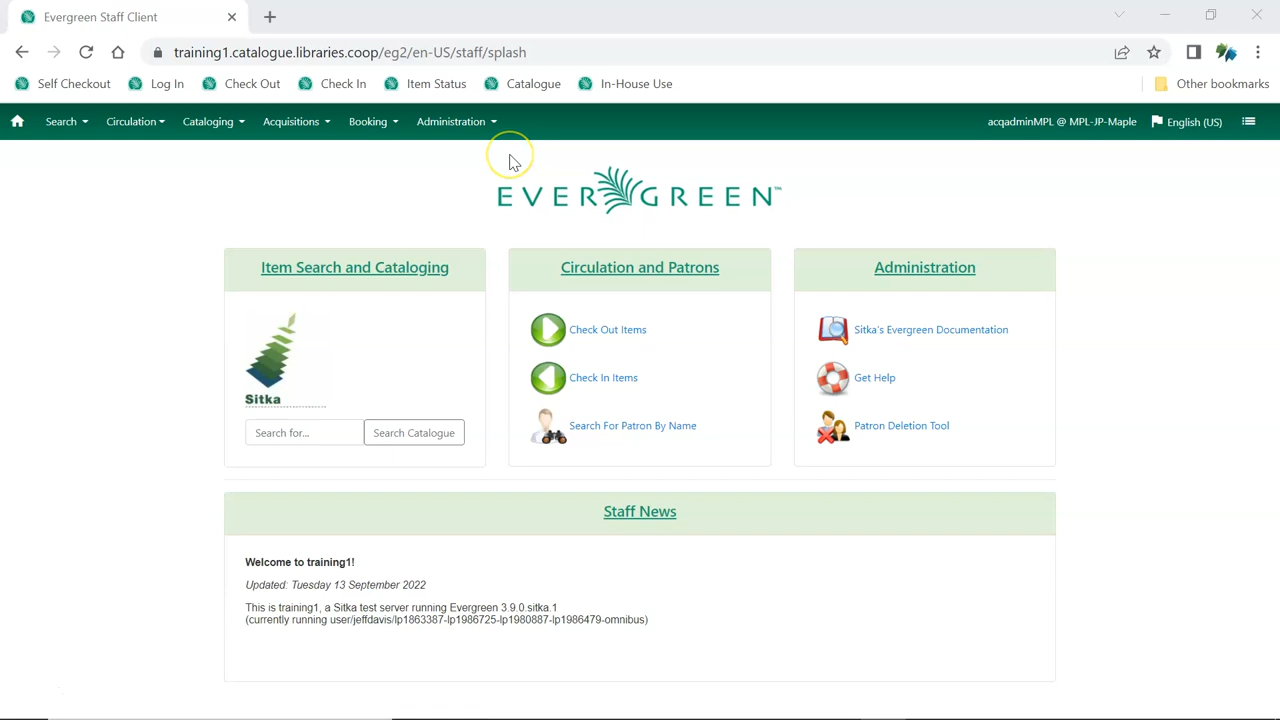 Evergreen Staff Client
training1.catalogue.libraries.coop/eg2/en-US/staff/splash
Self Checkout Log In Check Out Check In Item Status Catalogue In-House Use Other bookmarks
Search Circulation Cataloging Acquisitions Booking Administration acqadminMPL @ MPL-JP-Maple English (US)
EVERGREEN™
Item Search and Cataloging
Sitka
Search for... Search Catalogue
Circulation and Patrons
Check Out Items
Check In Items
Search For Patron By Name
Administration
Sitka's Evergreen Documentation
Get Help
Patron Deletion Tool
Staff News
Welcome to training1!
Updated: Tuesday 13 September 2022
This is training1, a Sitka test server running Evergreen 3.9.0.sitka.1
(currently running user/jeffdavis/lp1863387-lp1986725-lp1980887-lp1986479-omnibus)